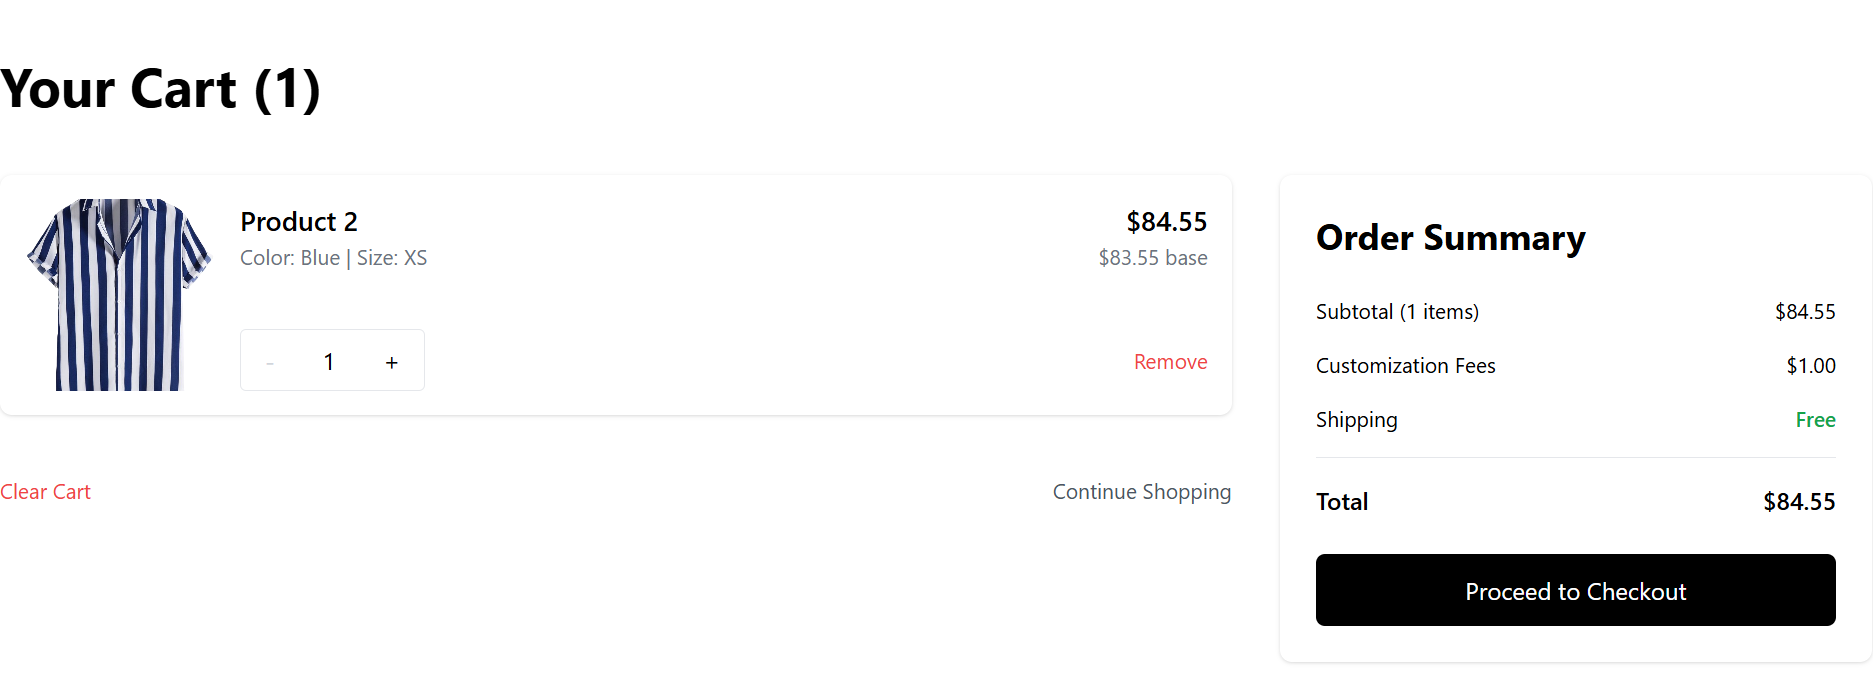 Your Cart (1)
Product 2
$84.55
Color: Blue | Size: XS
$83.55 base
- 1 +
Remove
Clear Cart
Continue Shopping
Order Summary
Subtotal (1 items) $84.55
Customization Fees $1.00
Shipping Free
Total $84.55
Proceed to Checkout